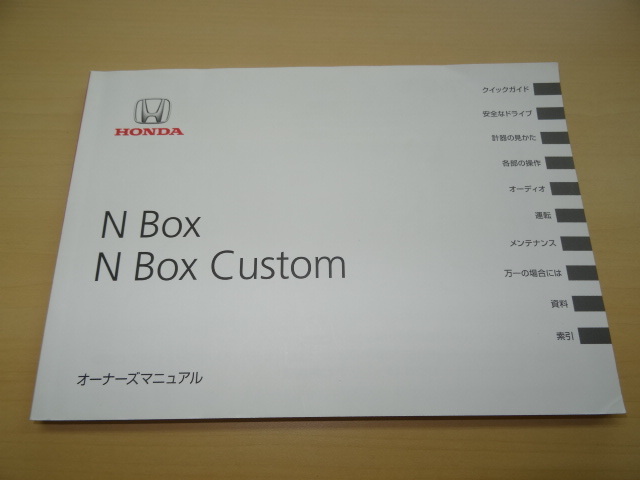 HONDA
N Box
N Box Custom
オーナーズマニュアル
クイックガイド
安全なドライブ
計器の見かた
各部の操作
オーディオ
運転
メンテナンス
万一の場合には
資料
索引